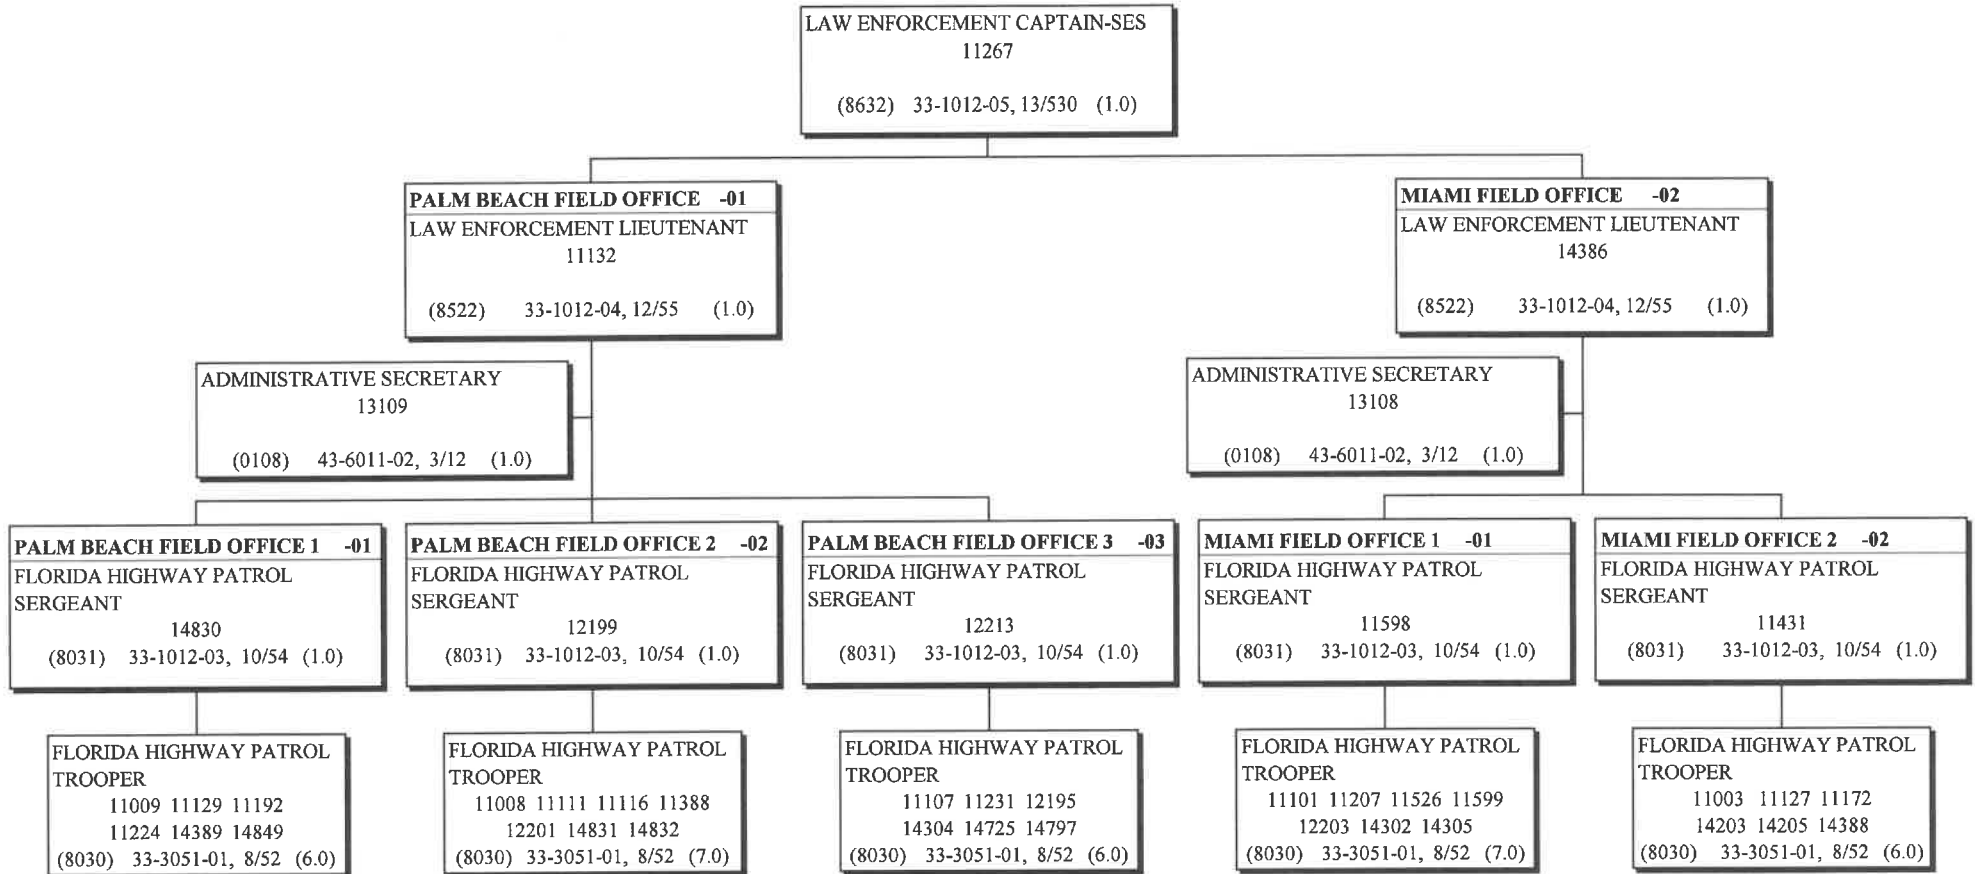 LAW ENFORCEMENT CAPTAIN-SES
11267
(8632) 33-1012-05, 13/530 (1.0)
PALM BEACH FIELD OFFICE -01
LAW ENFORCEMENT LIEUTENANT
11132
(8522) 33-1012-04, 12/55 (1.0)
MIAMI FIELD OFFICE -02
LAW ENFORCEMENT LIEUTENANT
14386
(8522) 33-1012-04, 12/55 (1.0)
ADMINISTRATIVE SECRETARY
13109
(0108) 43-6011-02, 3/12 (1.0)
ADMINISTRATIVE SECRETARY
13108
(0108) 43-6011-02, 3/12 (1.0)
PALM BEACH FIELD OFFICE 1 -01
FLORIDA HIGHWAY PATROL
SERGEANT
14830
(8031) 33-1012-03, 10/54 (1.0)
PALM BEACH FIELD OFFICE 2 -02
FLORIDA HIGHWAY PATROL
SERGEANT
12199
(8031) 33-1012-03, 10/54 (1.0)
PALM BEACH FIELD OFFICE 3 -03
FLORIDA HIGHWAY PATROL
SERGEANT
12213
(8031) 33-1012-03, 10/54 (1.0)
MIAMI FIELD OFFICE 1 -01
FLORIDA HIGHWAY PATROL
SERGEANT
11598
(8031) 33-1012-03, 10/54 (1.0)
MIAMI FIELD OFFICE 2 -02
FLORIDA HIGHWAY PATROL
SERGEANT
11431
(8031) 33-1012-03, 10/54 (1.0)
FLORIDA HIGHWAY PATROL
TROOPER
11009 11129 11192
11224 14389 14849
(8030) 33-3051-01, 8/52 (6.0)
FLORIDA HIGHWAY PATROL
TROOPER
11008 11111 11116 11388
12201 14831 14832
(8030) 33-3051-01, 8/52 (7.0)
FLORIDA HIGHWAY PATROL
TROOPER
11107 11231 12195
14304 14725 14797
(8030) 33-3051-01, 8/52 (6.0)
FLORIDA HIGHWAY PATROL
TROOPER
11101 11207 11526 11599
12203 14302 14305
(8030) 33-3051-01, 8/52 (7.0)
FLORIDA HIGHWAY PATROL
TROOPER
11003 11127 11172
14203 14205 14388
(8030) 33-3051-01, 8/52 (6.0)